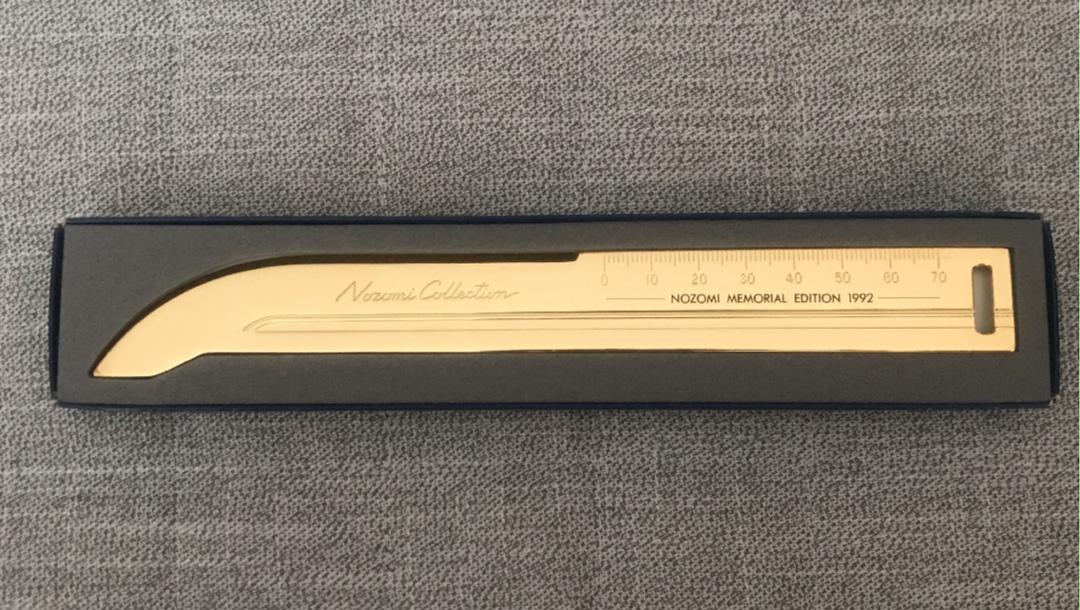 Nozomi Collection
0 10 20 30 40 50 60 70
NOZOMI MEMORIAL EDITION 1992